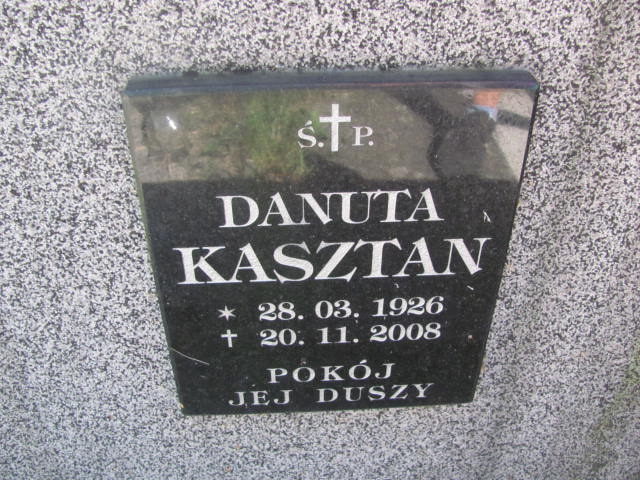 Ś.†P.
DANUTA
KASZTAN
✶ 28. 03. 1926
† 20. 11. 2008
POKÓJ
JEJ DUSZY